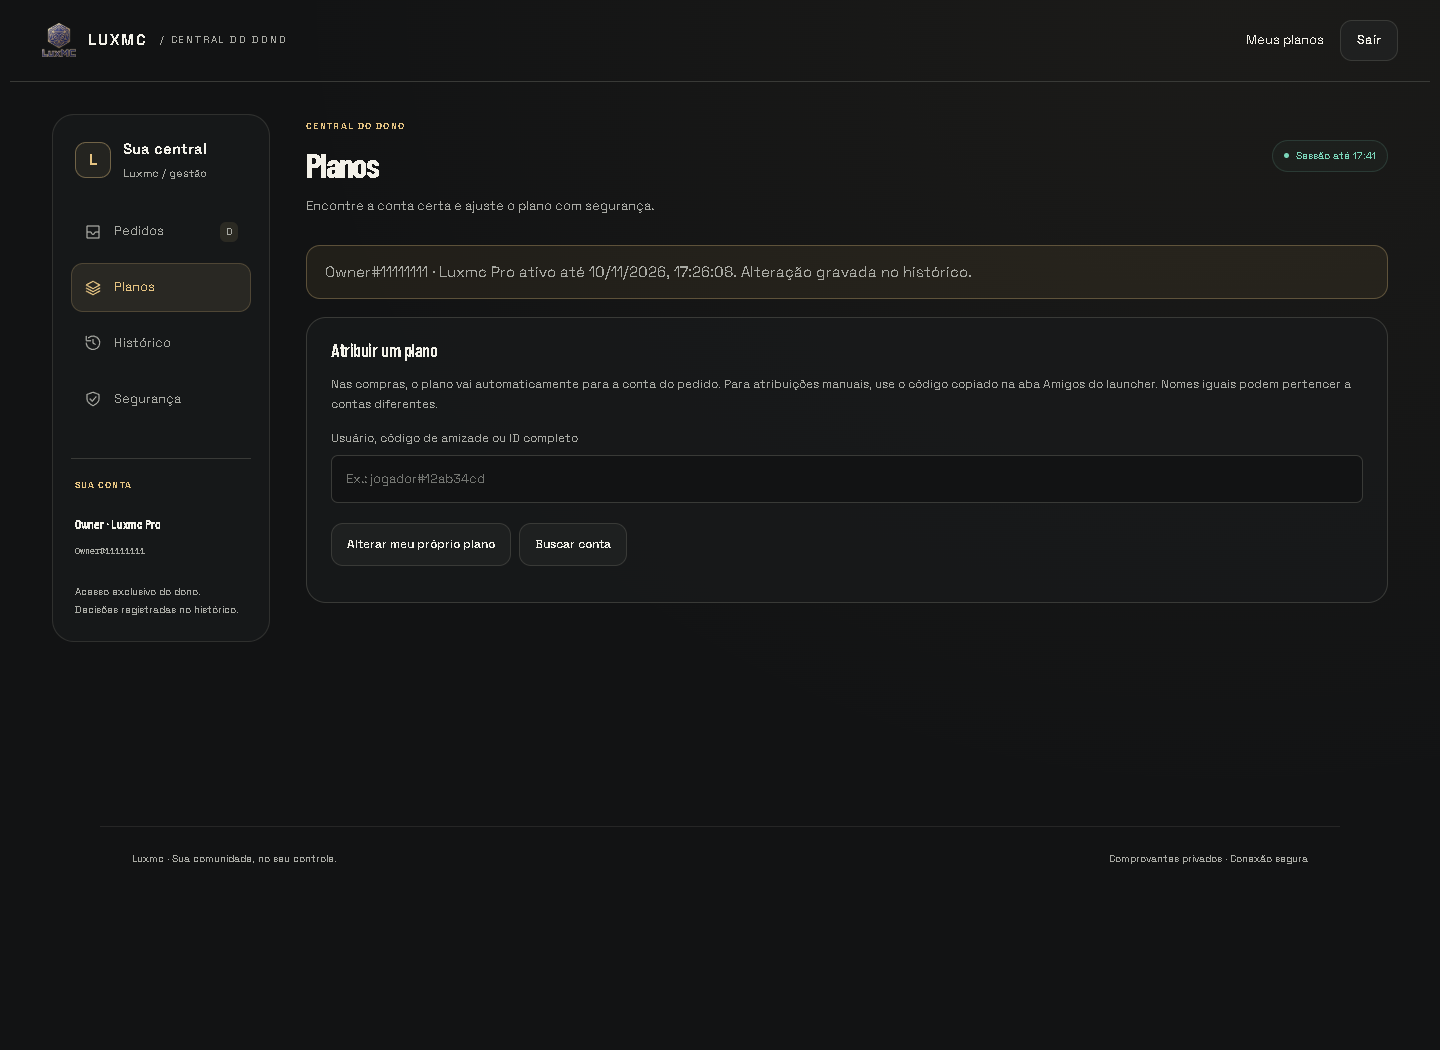 LuxMC
LUXMC / CENTRAL DO DONO
Meus planos
Sair
L
Sua central
Luxmc / gestão
Pedidos
0
Planos
Histórico
Segurança
SUA CONTA
Owner · Luxmc Pro
Owner#11111111
Acesso exclusivo do dono.
Decisões registradas no histórico.
CENTRAL DO DONO
Planos
Encontre a conta certa e ajuste o plano com segurança.
Sessão até 17:41
Owner#11111111 · Luxmc Pro ativo até 10/11/2026, 17:26:08. Alteração gravada no histórico.
Atribuir um plano
Nas compras, o plano vai automaticamente para a conta do pedido. Para atribuições manuais, use o código copiado na aba Amigos do launcher. Nomes iguais podem pertencer a
contas diferentes.
Usuário, código de amizade ou ID completo
Ex.: jogador#12ab34cd
Alterar meu próprio plano
Buscar conta
Luxmc · Sua comunidade, no seu controle.
Comprovantes privados · Conexão segura